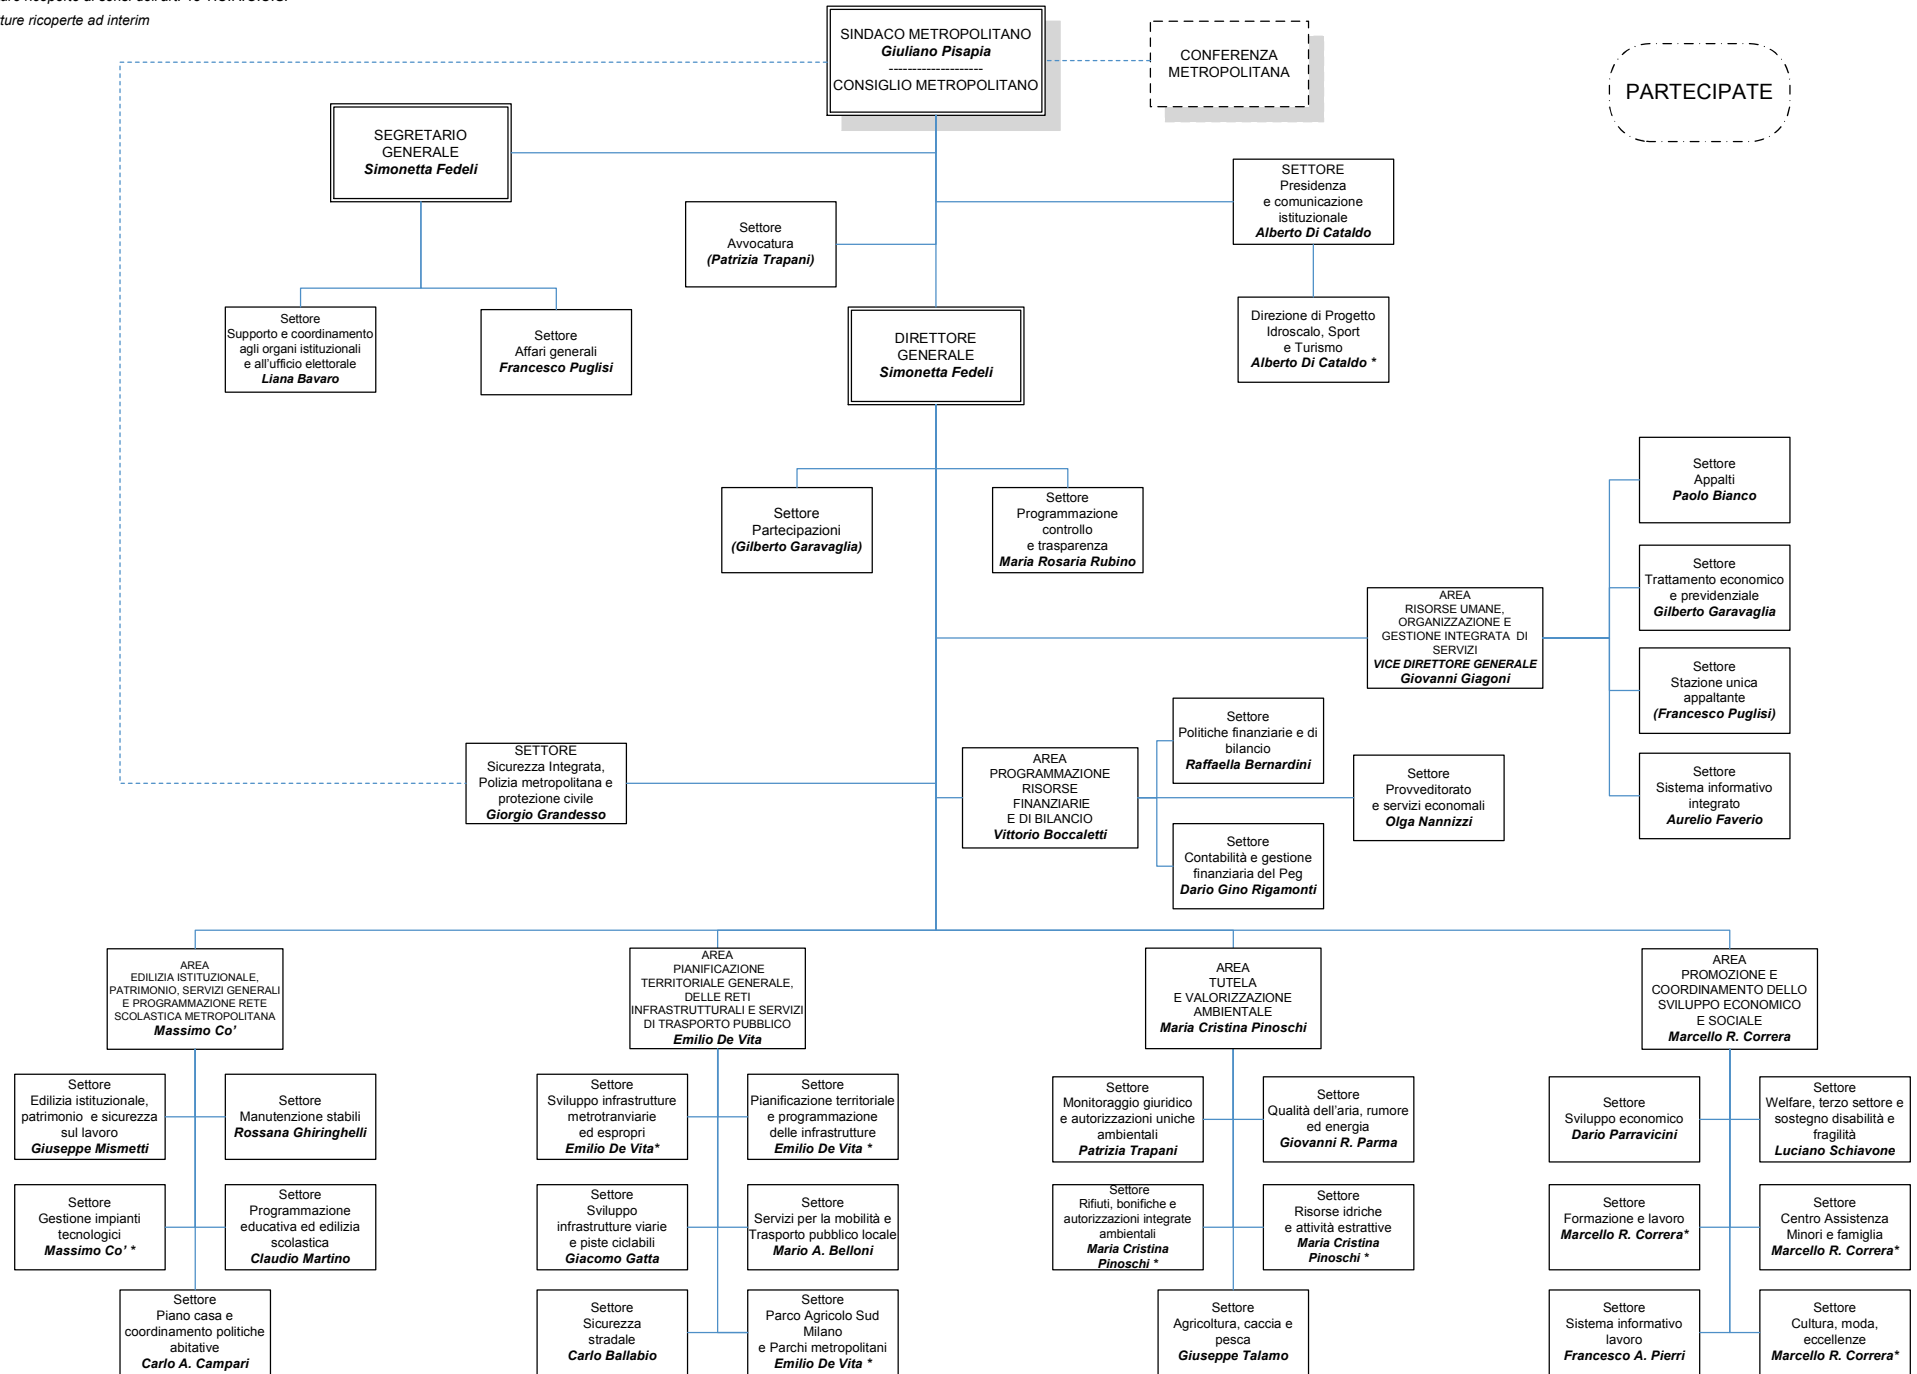 ture ricoperte ad interim
SINDACO METROPOLITANO
Giuliano Pisapia
--------------------
CONSIGLIO METROPOLITANO
CONFERENZA
METROPOLITANA
PARTECIPATE
SEGRETARIO
GENERALE
Simonetta Fedeli
SETTORE
Presidenza
e comunicazione
istituzionale
Alberto Di Cataldo
Settore
Avvocatura
(Patrizia Trapani)
Settore
Supporto e coordinamento
agli organi istituzionali
e all'ufficio elettorale
Liana Bavaro
Settore
Affari generali
Francesco Puglisi
DIRETTORE
GENERALE
Simonetta Fedeli
Direzione di Progetto
Idroscalo, Sport
e Turismo
Alberto Di Cataldo *
Settore
Partecipazioni
(Gilberto Garavaglia)
Settore
Programmazione
controllo
e trasparenza
Maria Rosaria Rubino
Settore
Appalti
Paolo Bianco
Settore
Trattamento economico
e previdenziale
Gilberto Garavaglia
AREA
RISORSE UMANE,
ORGANIZZAZIONE E
GESTIONE INTEGRATA DI
SERVIZI
VICE DIRETTORE GENERALE
Giovanni Giagoni
Settore
Stazione unica
appaltante
(Francesco Puglisi)
Settore
Sistema informativo
integrato
Aurelio Faverio
SETTORE
Sicurezza Integrata,
Polizia metropolitana e
protezione civile
Giorgio Grandesso
AREA
PROGRAMMAZIONE
RISORSE
FINANZIARIE
E DI BILANCIO
Vittorio Boccaletti
Settore
Politiche finanziarie e di
bilancio
Raffaella Bernardini
Settore
Provveditorato
e servizi economali
Olga Nannizzi
Settore
Contabilità e gestione
finanziaria del Peg
Dario Gino Rigamonti
AREA
EDILIZIA ISTITUZIONALE,
PATRIMONIO, SERVIZI GENERALI
E PROGRAMMAZIONE RETE
SCOLASTICA METROPOLITANA
Massimo Co'
AREA
PIANIFICAZIONE
TERRITORIALE GENERALE,
DELLE RETI
INFRASTRUTTURALI E SERVIZI
DI TRASPORTO PUBBLICO
Emilio De Vita
AREA
TUTELA
E VALORIZZAZIONE
AMBIENTALE
Maria Cristina Pinoschi
AREA
PROMOZIONE E
COORDINAMENTO DELLO
SVILUPPO ECONOMICO
E SOCIALE
Marcello R. Correra
Settore
Edilizia istituzionale,
patrimonio e sicurezza
sul lavoro
Giuseppe Mismetti
Settore
Manutenzione stabili
Rossana Ghiringhelli
Settore
Sviluppo infrastrutture
metrotranviarie
ed espropri
Emilio De Vita*
Settore
Pianificazione territoriale
e programmazione
delle infrastrutture
Emilio De Vita *
Settore
Monitoraggio giuridico
e autorizzazioni uniche
ambientali
Patrizia Trapani
Settore
Qualità dell'aria, rumore
ed energia
Giovanni R. Parma
Settore
Sviluppo economico
Dario Parravicini
Settore
Welfare, terzo settore e
sostegno disabilità e
fragilità
Luciano Schiavone
Settore
Gestione impianti
tecnologici
Massimo Co' *
Settore
Programmazione
educativa ed edilizia
scolastica
Claudio Martino
Settore
Sviluppo
infrastrutture viarie
e piste ciclabili
Giacomo Gatta
Settore
Servizi per la mobilità e
Trasporto pubblico locale
Mario A. Belloni
Settore
Rifiuti, bonifiche e
autorizzazioni integrate
ambientali
Maria Cristina
Pinoschi *
Settore
Risorse idriche
e attività estrattive
Maria Cristina
Pinoschi *
Settore
Formazione e lavoro
Marcello R. Correra*
Settore
Centro Assistenza
Minori e famiglia
Marcello R. Correra*
Settore
Piano casa e
coordinamento politiche
abitative
Carlo A. Campari
Settore
Sicurezza
stradale
Carlo Ballabio
Settore
Parco Agricolo Sud
Milano
e Parchi metropolitani
Emilio De Vita *
Settore
Agricoltura, caccia e
pesca
Giuseppe Talamo
Settore
Sistema informativo
lavoro
Francesco A. Pierri
Settore
Cultura, moda,
eccellenze
Marcello R. Correra*